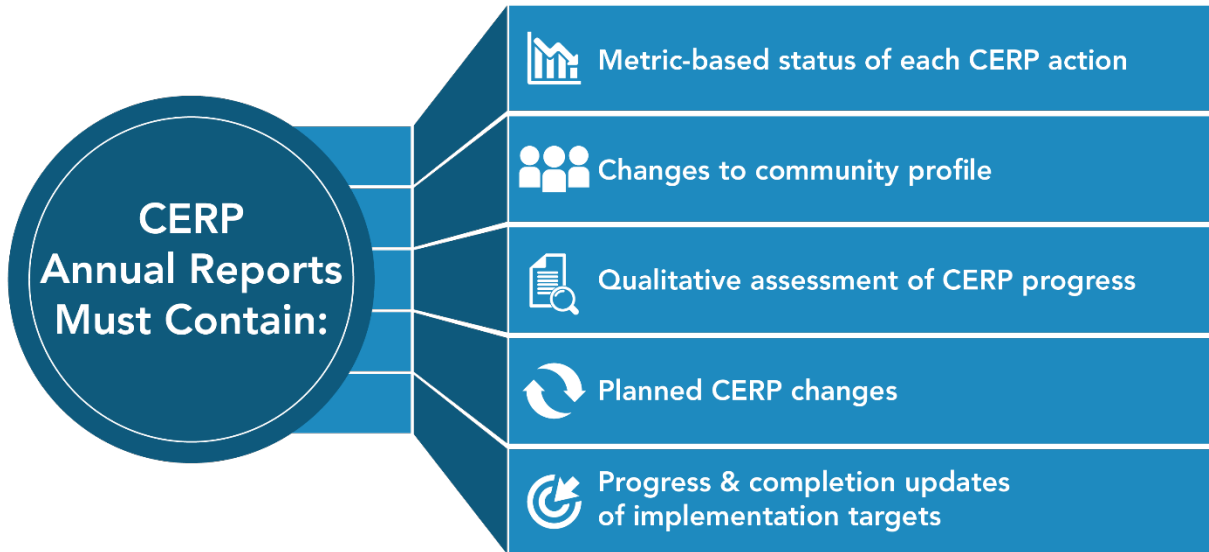 CERP
Annual Reports
Must Contain:
Metric-based status of each CERP action
Changes to community profile
Qualitative assessment of CERP progress
Planned CERP changes
Progress & completion updates
of implementation targets